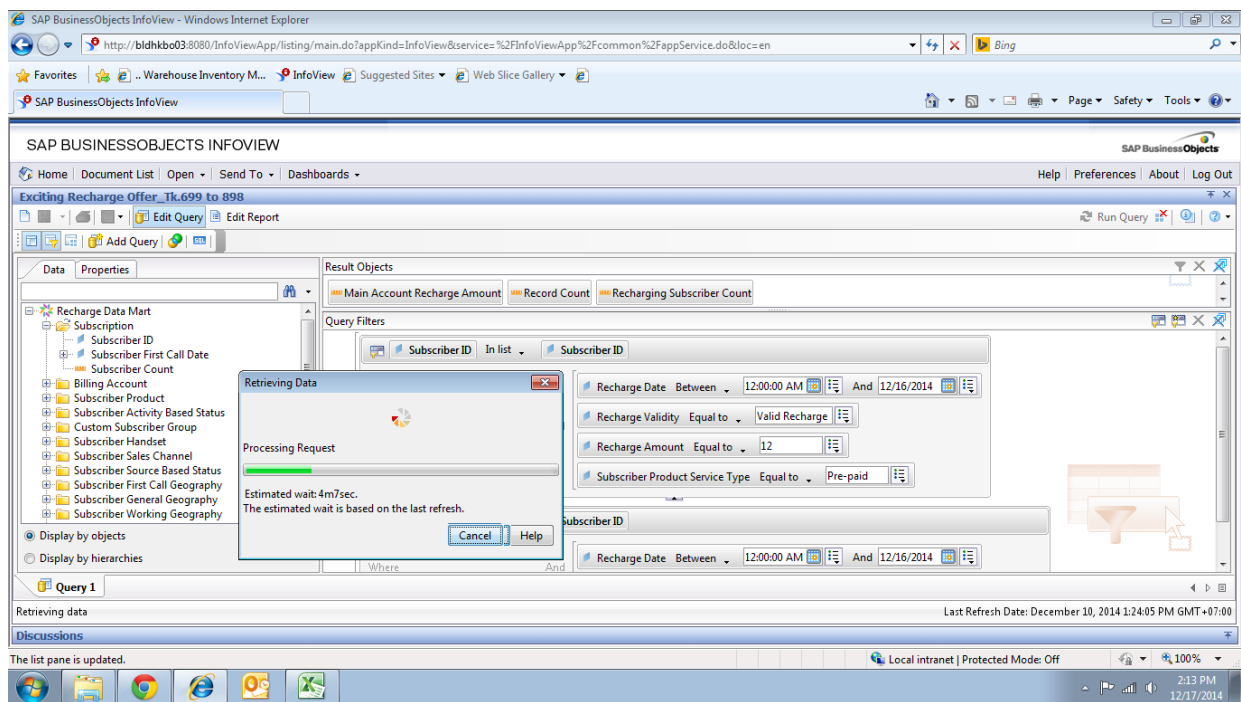 SAP BusinessObjects InfoView - Windows Internet Explorer
http://bldhkbo03:8080/InfoViewApp/listing/main.do?appKind=InfoView&service=%2FInfoViewApp%2Fcommon%2FappService.do&loc=en
Bing
Favorites .. Warehouse Inventory M... InfoView Suggested Sites Web Slice Gallery
SAP BusinessObjects InfoView Page Safety Tools
SAP BUSINESSOBJECTS INFOVIEW SAP BusinessObjects
Home Document List Open Send To Dashboards Help Preferences About Log Out
Exciting Recharge Offer_Tk.699 to 898
Edit Query Edit Report Run Query
Add Query SQL
Data Properties
Result Objects
Main Account Recharge Amount Record Count Recharging Subscriber Count
Recharge Data Mart
Subscription
Subscriber ID
Subscriber First Call Date
Subscriber Count
Billing Account
Subscriber Product
Subscriber Activity Based Status
Custom Subscriber Group
Subscriber Handset
Subscriber Sales Channel
Subscriber Source Based Status
Subscriber First Call Geography
Subscriber General Geography
Subscriber Working Geography
Display by objects
Display by hierarchies
Query Filters
Subscriber ID In list Subscriber ID
Recharge Date Between 12:00:00 AM And 12/16/2014
Recharge Validity Equal to Valid Recharge
Recharge Amount Equal to 12
Subscriber Product Service Type Equal to Pre-paid
Subscriber ID
Where And Recharge Date Between 12:00:00 AM And 12/16/2014
Retrieving Data
Processing Request
Estimated wait: 4m7sec.
The estimated wait is based on the last refresh.
Cancel Help
Query 1
Retrieving data Last Refresh Date: December 10, 2014 1:24:05 PM GMT+07:00
Discussions
The list pane is updated. Local intranet | Protected Mode: Off 100%
2:13 PM
12/17/2014